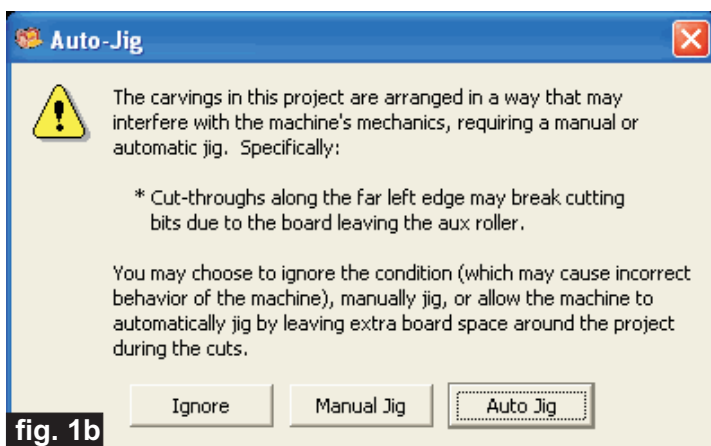 Auto-Jig
The carvings in this project are arranged in a way that may
interfere with the machine's mechanics, requiring a manual or
automatic jig.  Specifically:
* Cut-throughs along the far left edge may break cutting
bits due to the board leaving the aux roller.
You may choose to ignore the condition (which may cause incorrect
behavior of the machine), manually jig, or allow the machine to
automatically jig by leaving extra board space around the project
during the cuts.
Ignore
Manual Jig
Auto Jig
fig. 1b